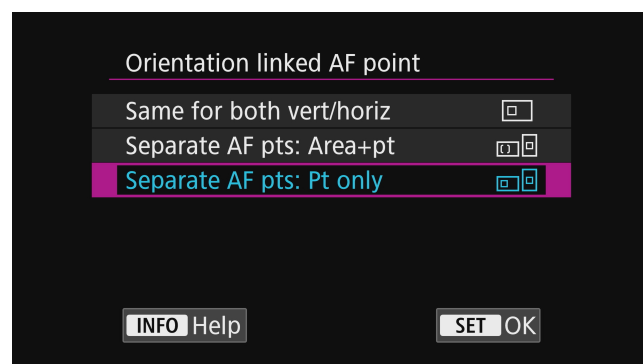 Orientation linked AF point
Same for both vert/horiz
Separate AF pts: Area+pt
Separate AF pts: Pt only
INFO Help
SET OK